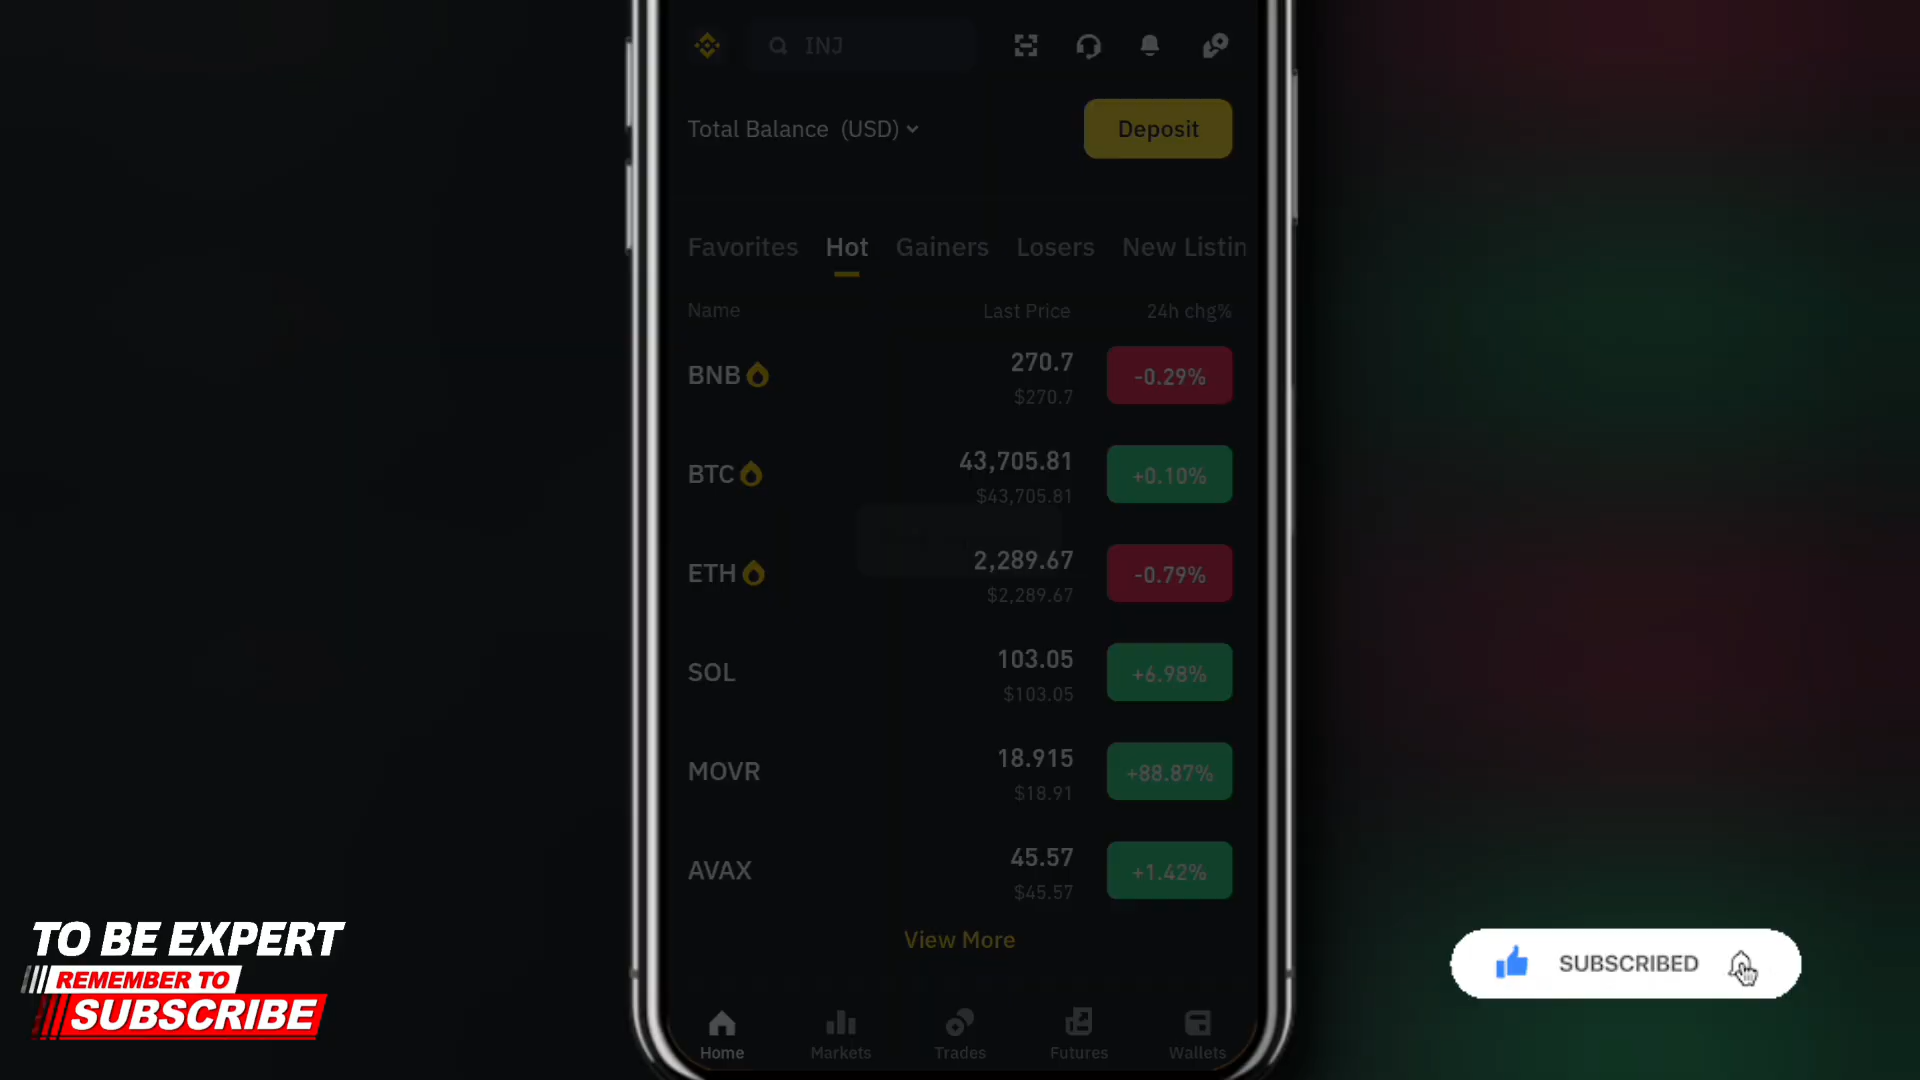 INJ
Total Balance (USD)
Deposit
Favorites Hot Gainers Losers New Listin
Name Last Price 24h chg%
BNB 270.7 -0.29%
$270.7
BTC 43,705.81 +0.10%
$43,705.81
ETH 2,289.67 -0.79%
$2,289.67
SOL 103.05 +6.98%
$103.05
MOVR 18.915 +88.87%
$18.91
AVAX 45.57 +1.42%
$45.57
View More
Home Markets Trades Futures Wallets
TO BE EXPERT
REMEMBER TO
SUBSCRIBE
SUBSCRIBED